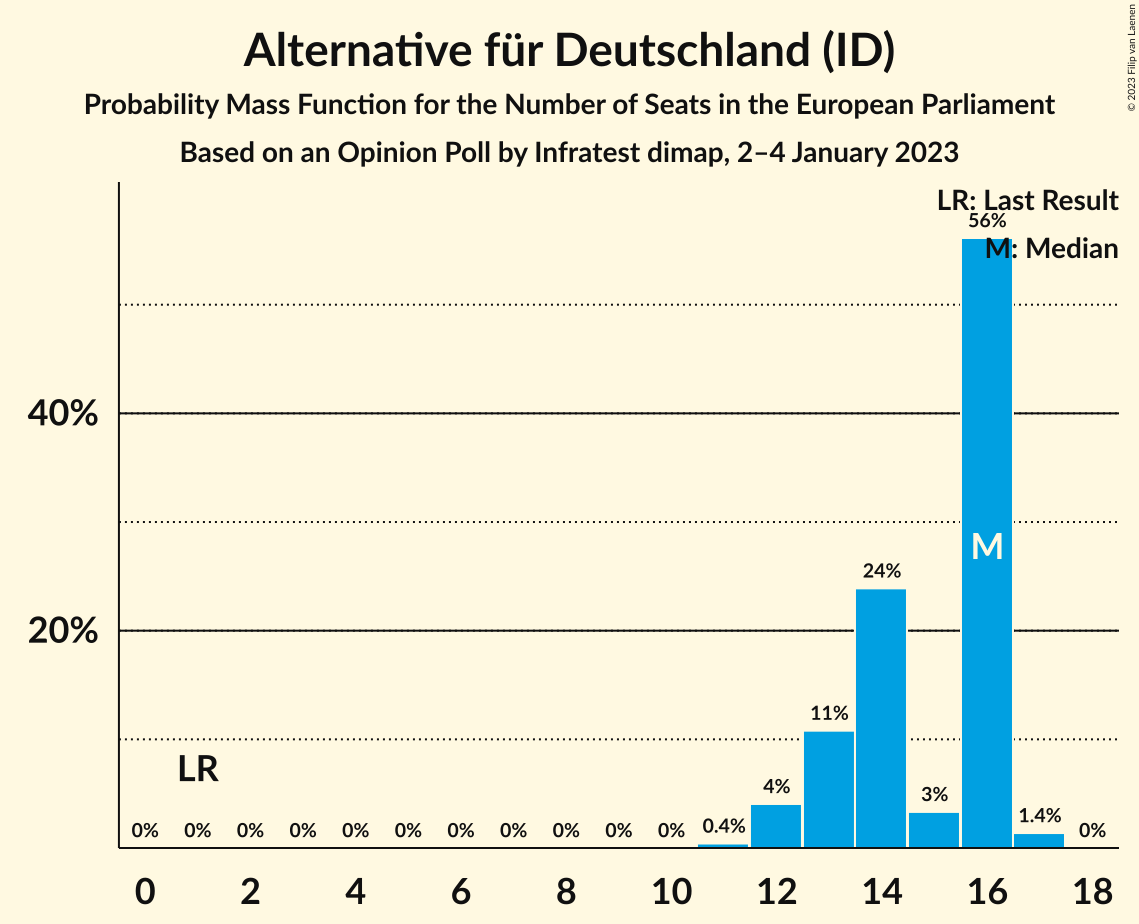 Alternative für Deutschland (ID)
Probability Mass Function for the Number of Seats in the European Parliament
Based on an Opinion Poll by Infratest dimap, 2–4 January 2023
© 2023 Filip van Laenen
LR: Last Result
M: Median
56%
40%
M
24%
20%
11%
LR
4%
3%
1.4%
0% 0% 0% 0% 0% 0% 0% 0% 0% 0% 0% 0.4% 0%
0 2 4 6 8 10 12 14 16 18